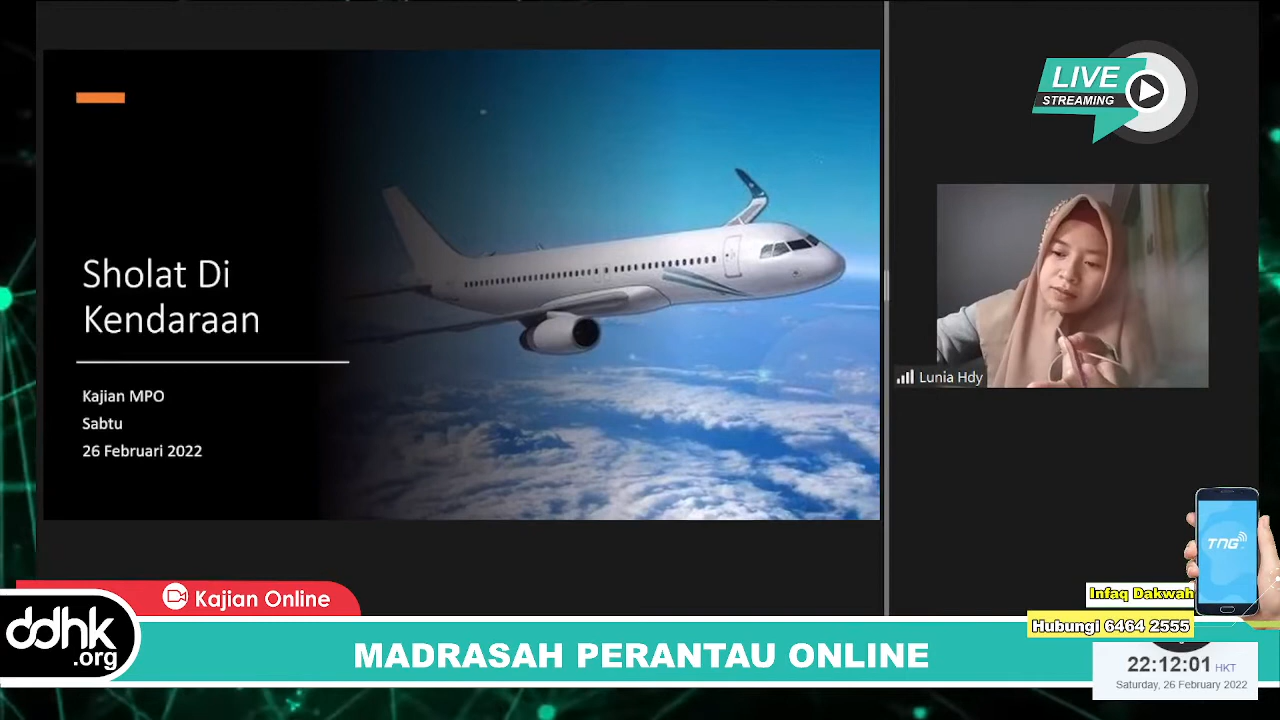 LIVE
STREAMING
Sholat Di
Kendaraan
Kajian MPO
Sabtu
26 Februari 2022
Lunia Hdy
TNG
Kajian Online
Infaq Dakwah
Hubungi 6464 2555
ddhk
.org
MADRASAH PERANTAU ONLINE
22:12:01 HKT
Saturday, 26 February 2022